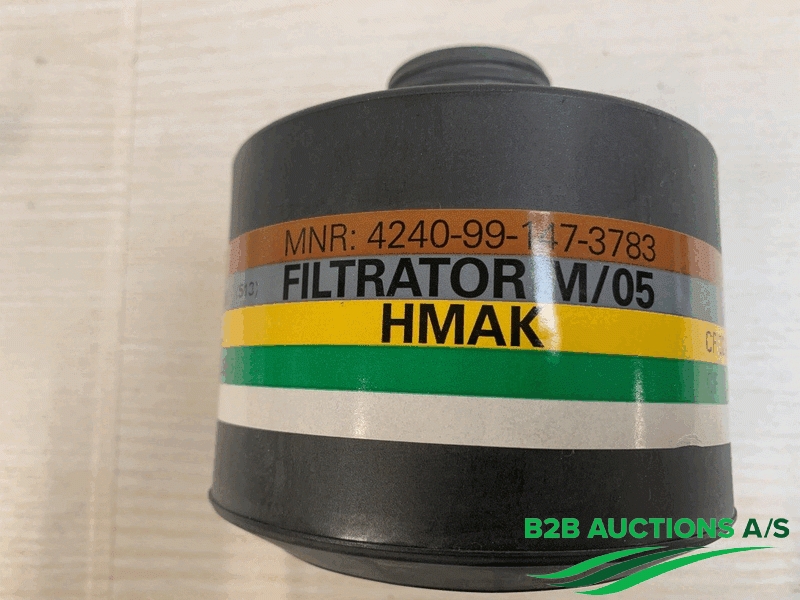 MNR: 4240-99-147-3783
FILTRATOR M/05
HMAK
B2B AUCTIONS A/S